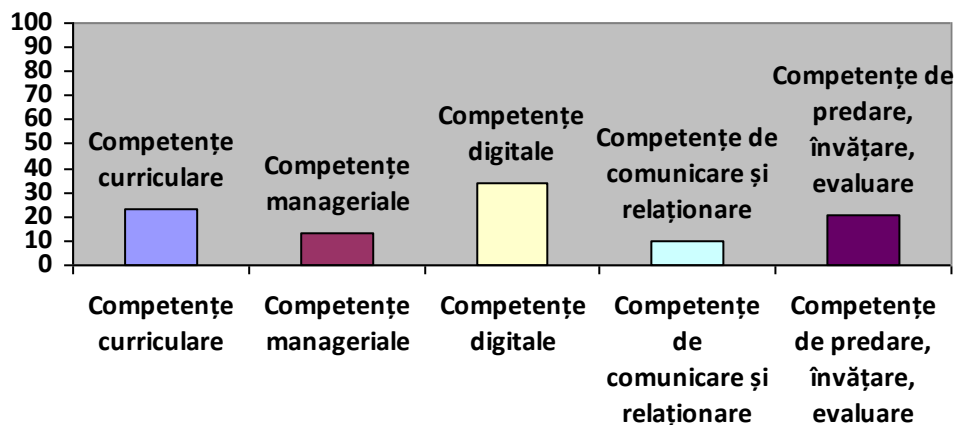 100
90
80
70
60
50
40
30
20
10
0
Competențe
curriculare
Competențe
manageriale
Competențe
digitale
Competențe de
comunicare și
relaționare
Competențe de
predare,
învățare,
evaluare
Competențe
curriculare
Competențe
manageriale
Competențe
digitale
Competențe
de
comunicare și
relaționare
Competențe
de predare,
învățare,
evaluare